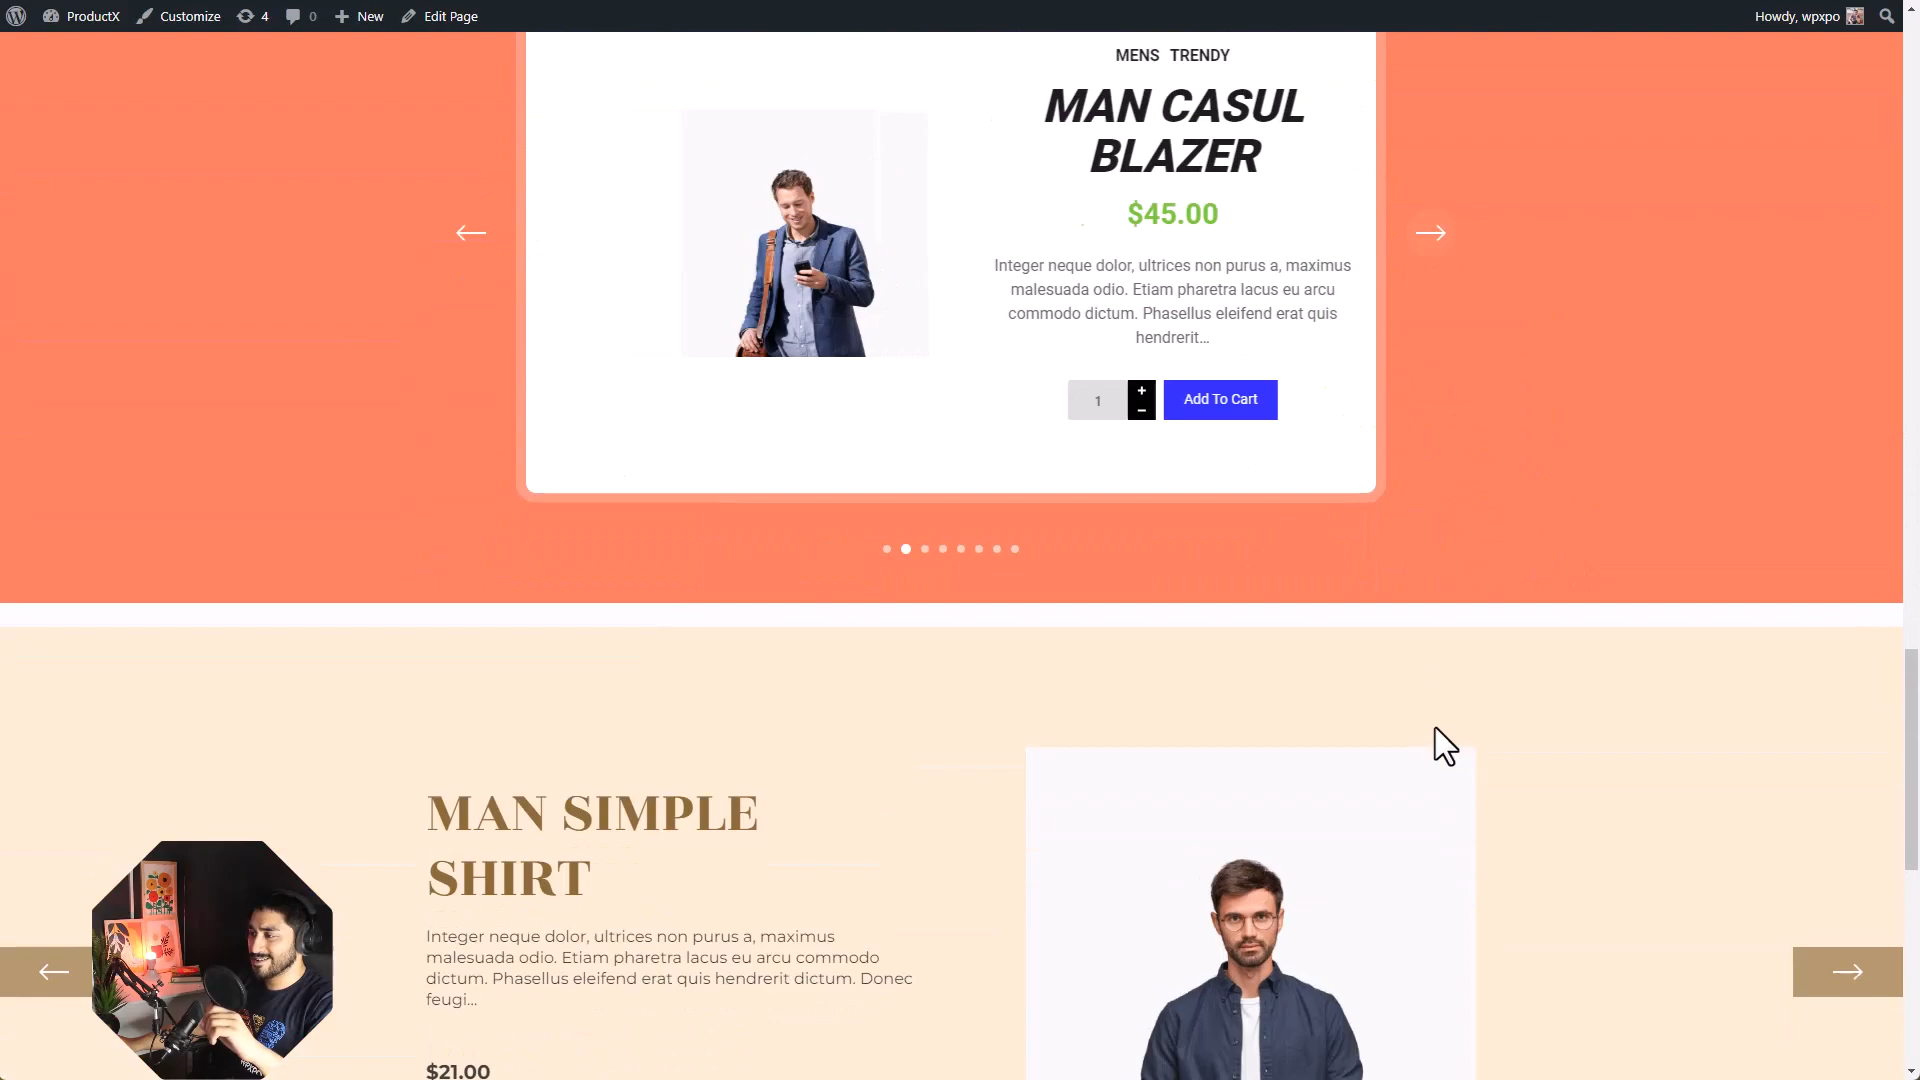 ProductX Customize 4 0 New Edit Page Howdy, wpxpo
MENS TRENDY
MAN CASUL
BLAZER
$45.00
Integer neque dolor, ultrices non purus a, maximus
malesuada odio. Etiam pharetra lacus eu arcu
commodo dictum. Phasellus eleifend erat quis
hendrerit...
1 + −
Add To Cart
MAN SIMPLE
SHIRT
Integer neque dolor, ultrices non purus a, maximus
malesuada odio. Etiam pharetra lacus eu arcu commodo
dictum. Phasellus eleifend erat quis hendrerit dictum. Donec
feugi...
$21.00